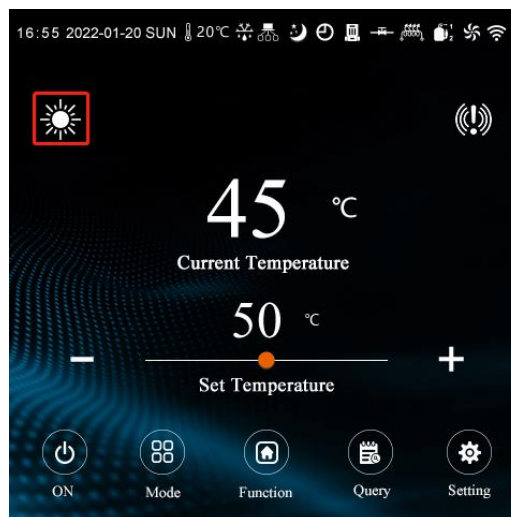 16:55 2022-01-20 SUN 20℃
45 ℃
Current Temperature
50 ℃
Set Temperature
ON Mode Function Query Setting